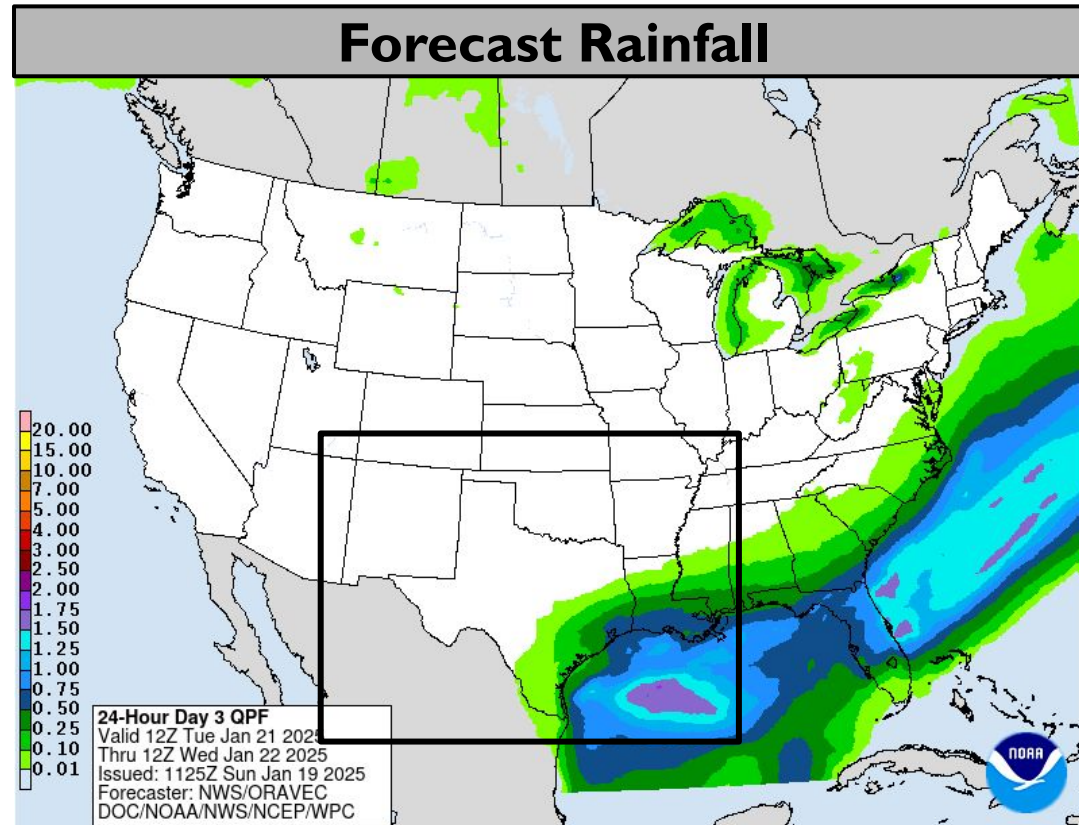 Forecast Rainfall
20.00
15.00
10.00
7.00
5.00
4.00
3.00
2.50
2.00
1.75
1.50
1.25
1.00
0.75
0.50
0.25
0.10
0.01
24-Hour Day 3 QPF
Valid 12Z Tue Jan 21 2025
Thru 12Z Wed Jan 22 2025
Issued: 1125Z Sun Jan 19 2025
Forecaster: NWS/ORAVEC
DOC/NOAA/NWS/NCEP/WPC
NOAA